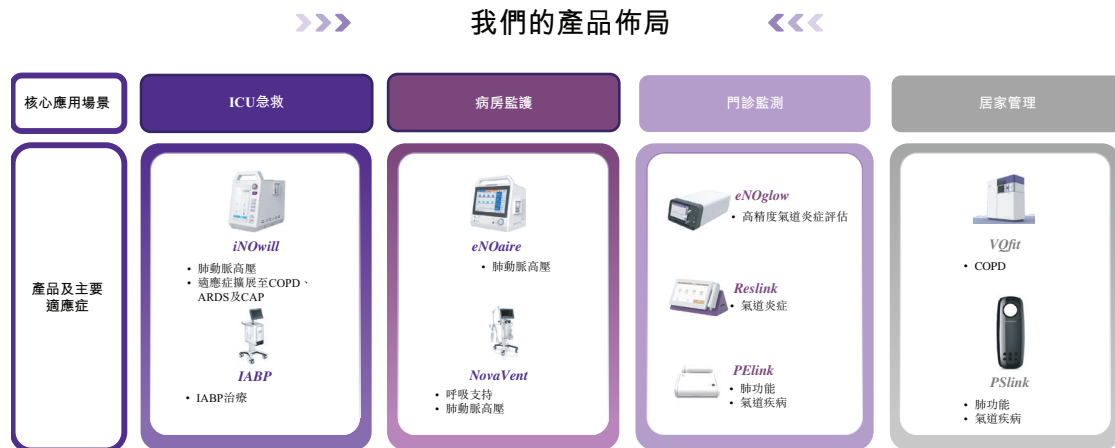 我們的產品佈局
核心應用場景
ICU急救
病房監護
門診監測
居家管理
產品及主要
適應症
iNOwill
• 肺動脈高壓
• 適應症擴展至COPD、
ARDS及CAP
IABP
• IABP治療
eNOaire
• 肺動脈高壓
NovaVent
• 呼吸支持
• 肺動脈高壓
eNOglow
• 高精度氣道炎症評估
Reslink
• 氣道炎症
PElink
• 肺功能
• 氣道疾病
VQfit
• COPD
PSlink
• 肺功能
• 氣道疾病